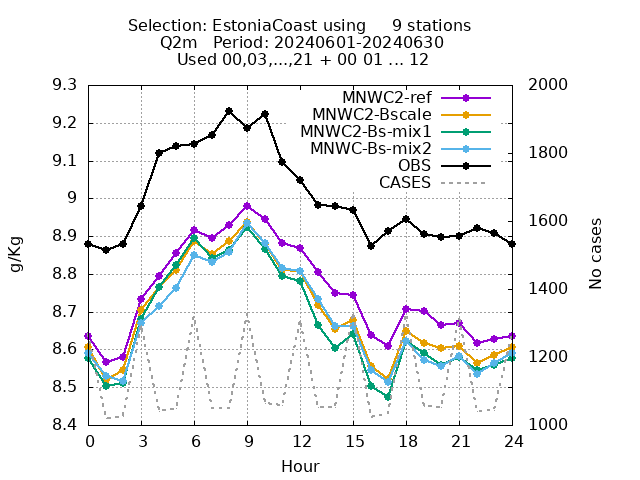 Selection: EstoniaCoast using     9 stations
Q2m   Period: 20240601-20240630
Used 00,03,...,21 + 00 01 ... 12
MNWC2-ref
MNWC2-Bscale
MNWC2-Bs-mix1
MNWC-Bs-mix2
OBS
CASES
9.3
9.2
9.1
9
8.9
8.8
8.7
8.6
8.5
8.4
g/Kg
2000
1800
1600
1400
1200
1000
No cases
0 3 6 9 12 15 18 21 24
Hour